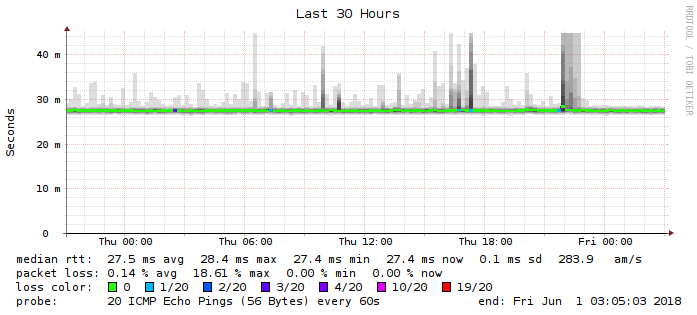 Last 30 Hours
RRDTOOL / TOBI OETIKER
Seconds
40 m
30 m
20 m
10 m
0
Thu 00:00 Thu 06:00 Thu 12:00 Thu 18:00 Fri 00:00
median rtt: 27.5 ms avg 28.4 ms max 27.4 ms min 27.4 ms now 0.1 ms sd 283.9 am/s
packet loss: 0.14 % avg 18.61 % max 0.00 % min 0.00 % now
loss color: 0 1/20 2/20 3/20 4/20 10/20 19/20
probe: 20 ICMP Echo Pings (56 Bytes) every 60s end: Fri Jun 1 03:05:03 2018